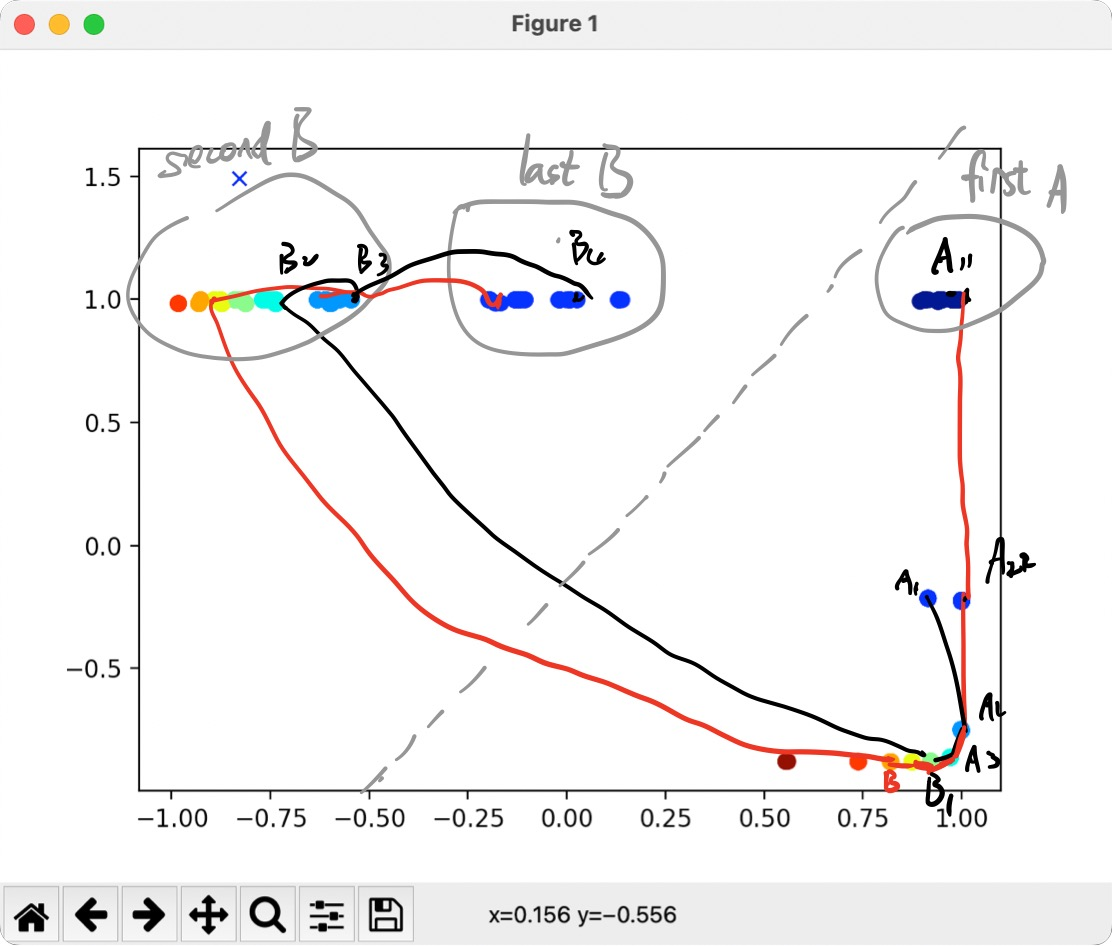 Figure 1
second B
last B
first A
1.5
B2 B3
B4
A11
1.0
0.5
0.0
A1
A22
−0.5
A2
A3
B
B1
−1.00 −0.75 −0.50 −0.25 0.00 0.25 0.50 0.75 1.00
x=0.156 y=−0.556